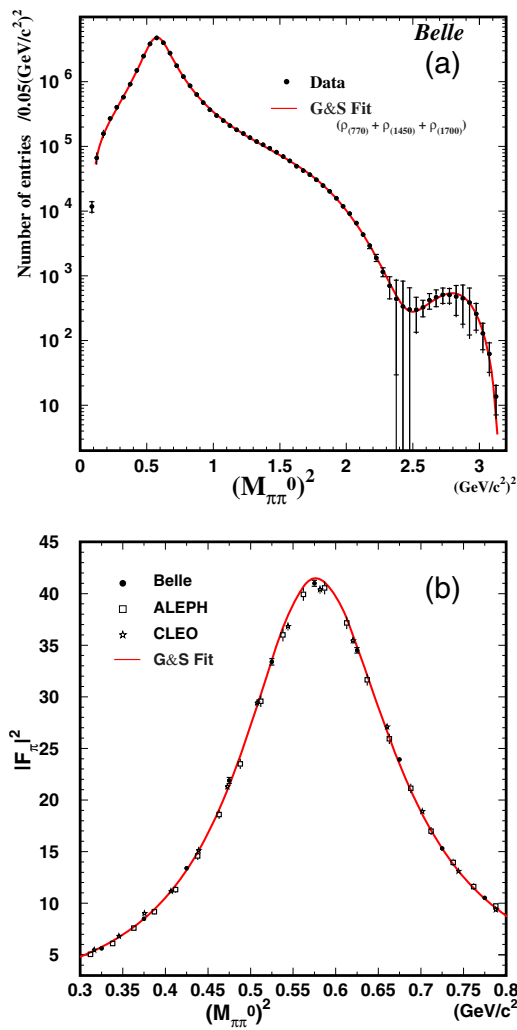 Belle
(a)
Data
G&S Fit
(ρ(770) + ρ(1450) + ρ(1700))
Number of entries /0.05(GeV/c²)²
10⁶
10⁵
10⁴
10³
10²
10
0 0.5 1 1.5 2 2.5 3
(Mππ⁰)² (GeV/c²)²
(b)
Belle
ALEPH
CLEO
G&S Fit
|Fπ|²
45
40
35
30
25
20
15
10
5
0.3 0.35 0.4 0.45 0.5 0.55 0.6 0.65 0.7 0.75 0.8
(Mππ⁰)² (GeV/c²